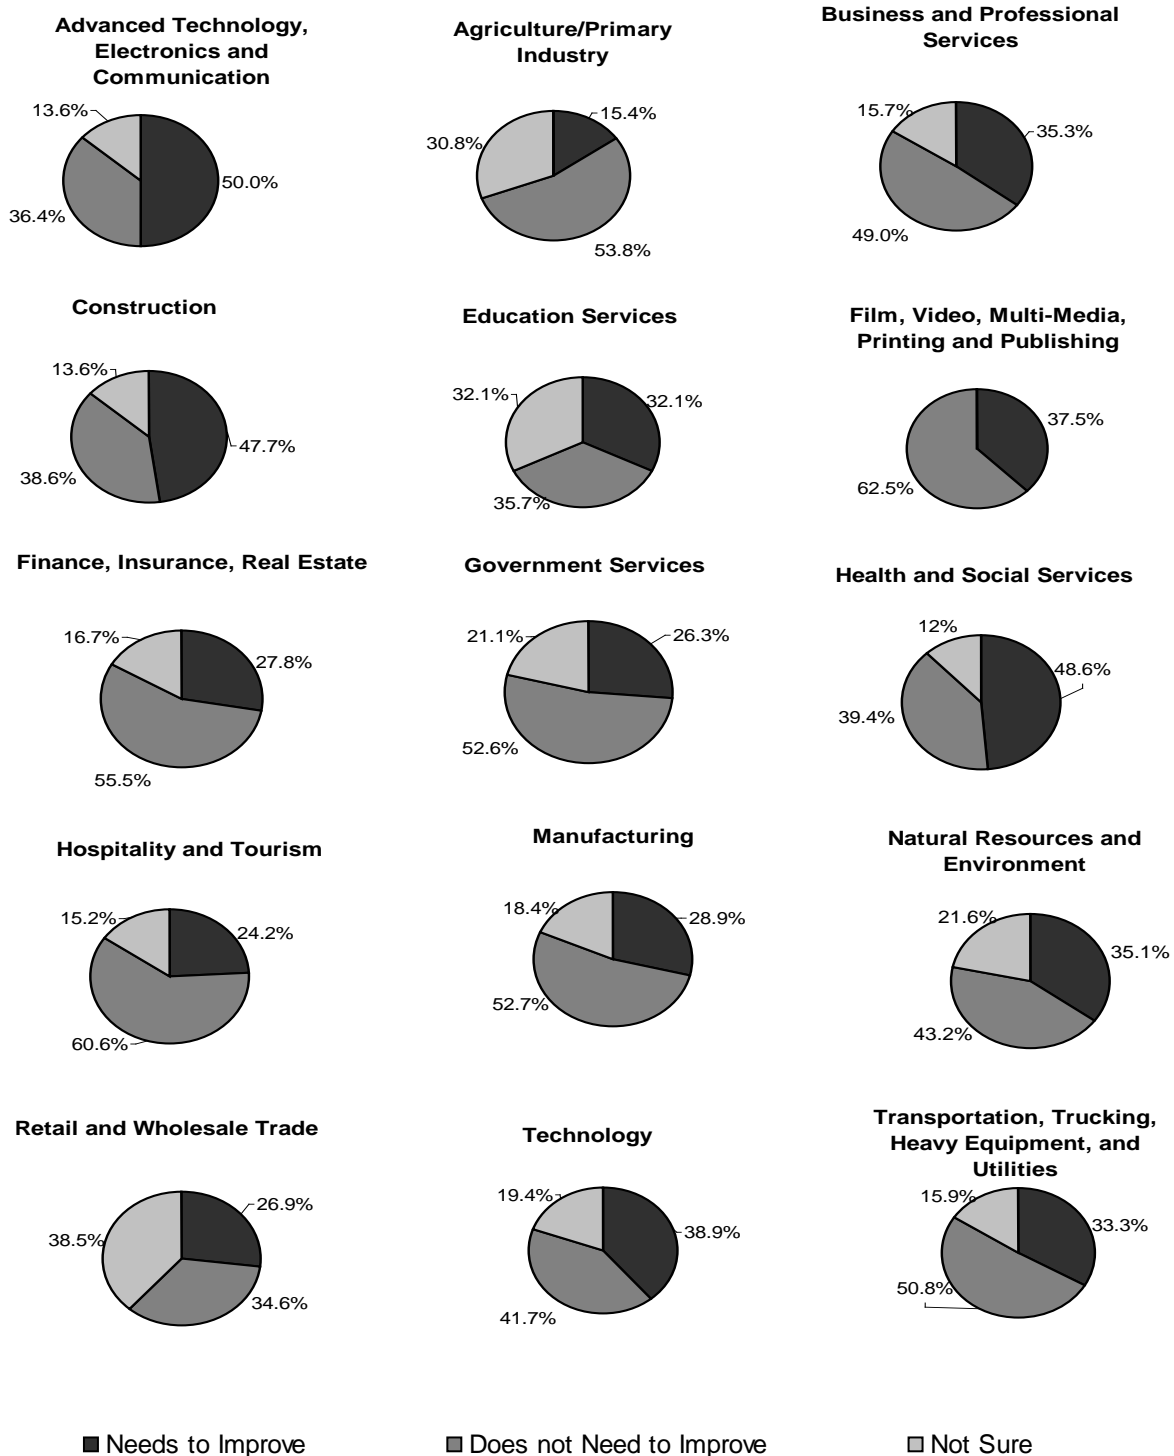 Advanced Technology,
Electronics and
Communication
13.6%
50.0%
36.4%
Agriculture/Primary
Industry
15.4%
30.8%
53.8%
Business and Professional
Services
15.7%
35.3%
49.0%
Construction
13.6%
47.7%
38.6%
Education Services
32.1%
32.1%
35.7%
Film, Video, Multi-Media,
Printing and Publishing
37.5%
62.5%
Finance, Insurance, Real Estate
16.7%
27.8%
55.5%
Government Services
21.1%
26.3%
52.6%
Health and Social Services
12%
48.6%
39.4%
Hospitality and Tourism
15.2%
24.2%
60.6%
Manufacturing
18.4%
28.9%
52.7%
Natural Resources and
Environment
21.6%
35.1%
43.2%
Retail and Wholesale Trade
26.9%
38.5%
34.6%
Technology
19.4%
38.9%
41.7%
Transportation, Trucking,
Heavy Equipment, and
Utilities
15.9%
33.3%
50.8%
Needs to Improve
Does not Need to Improve
Not Sure